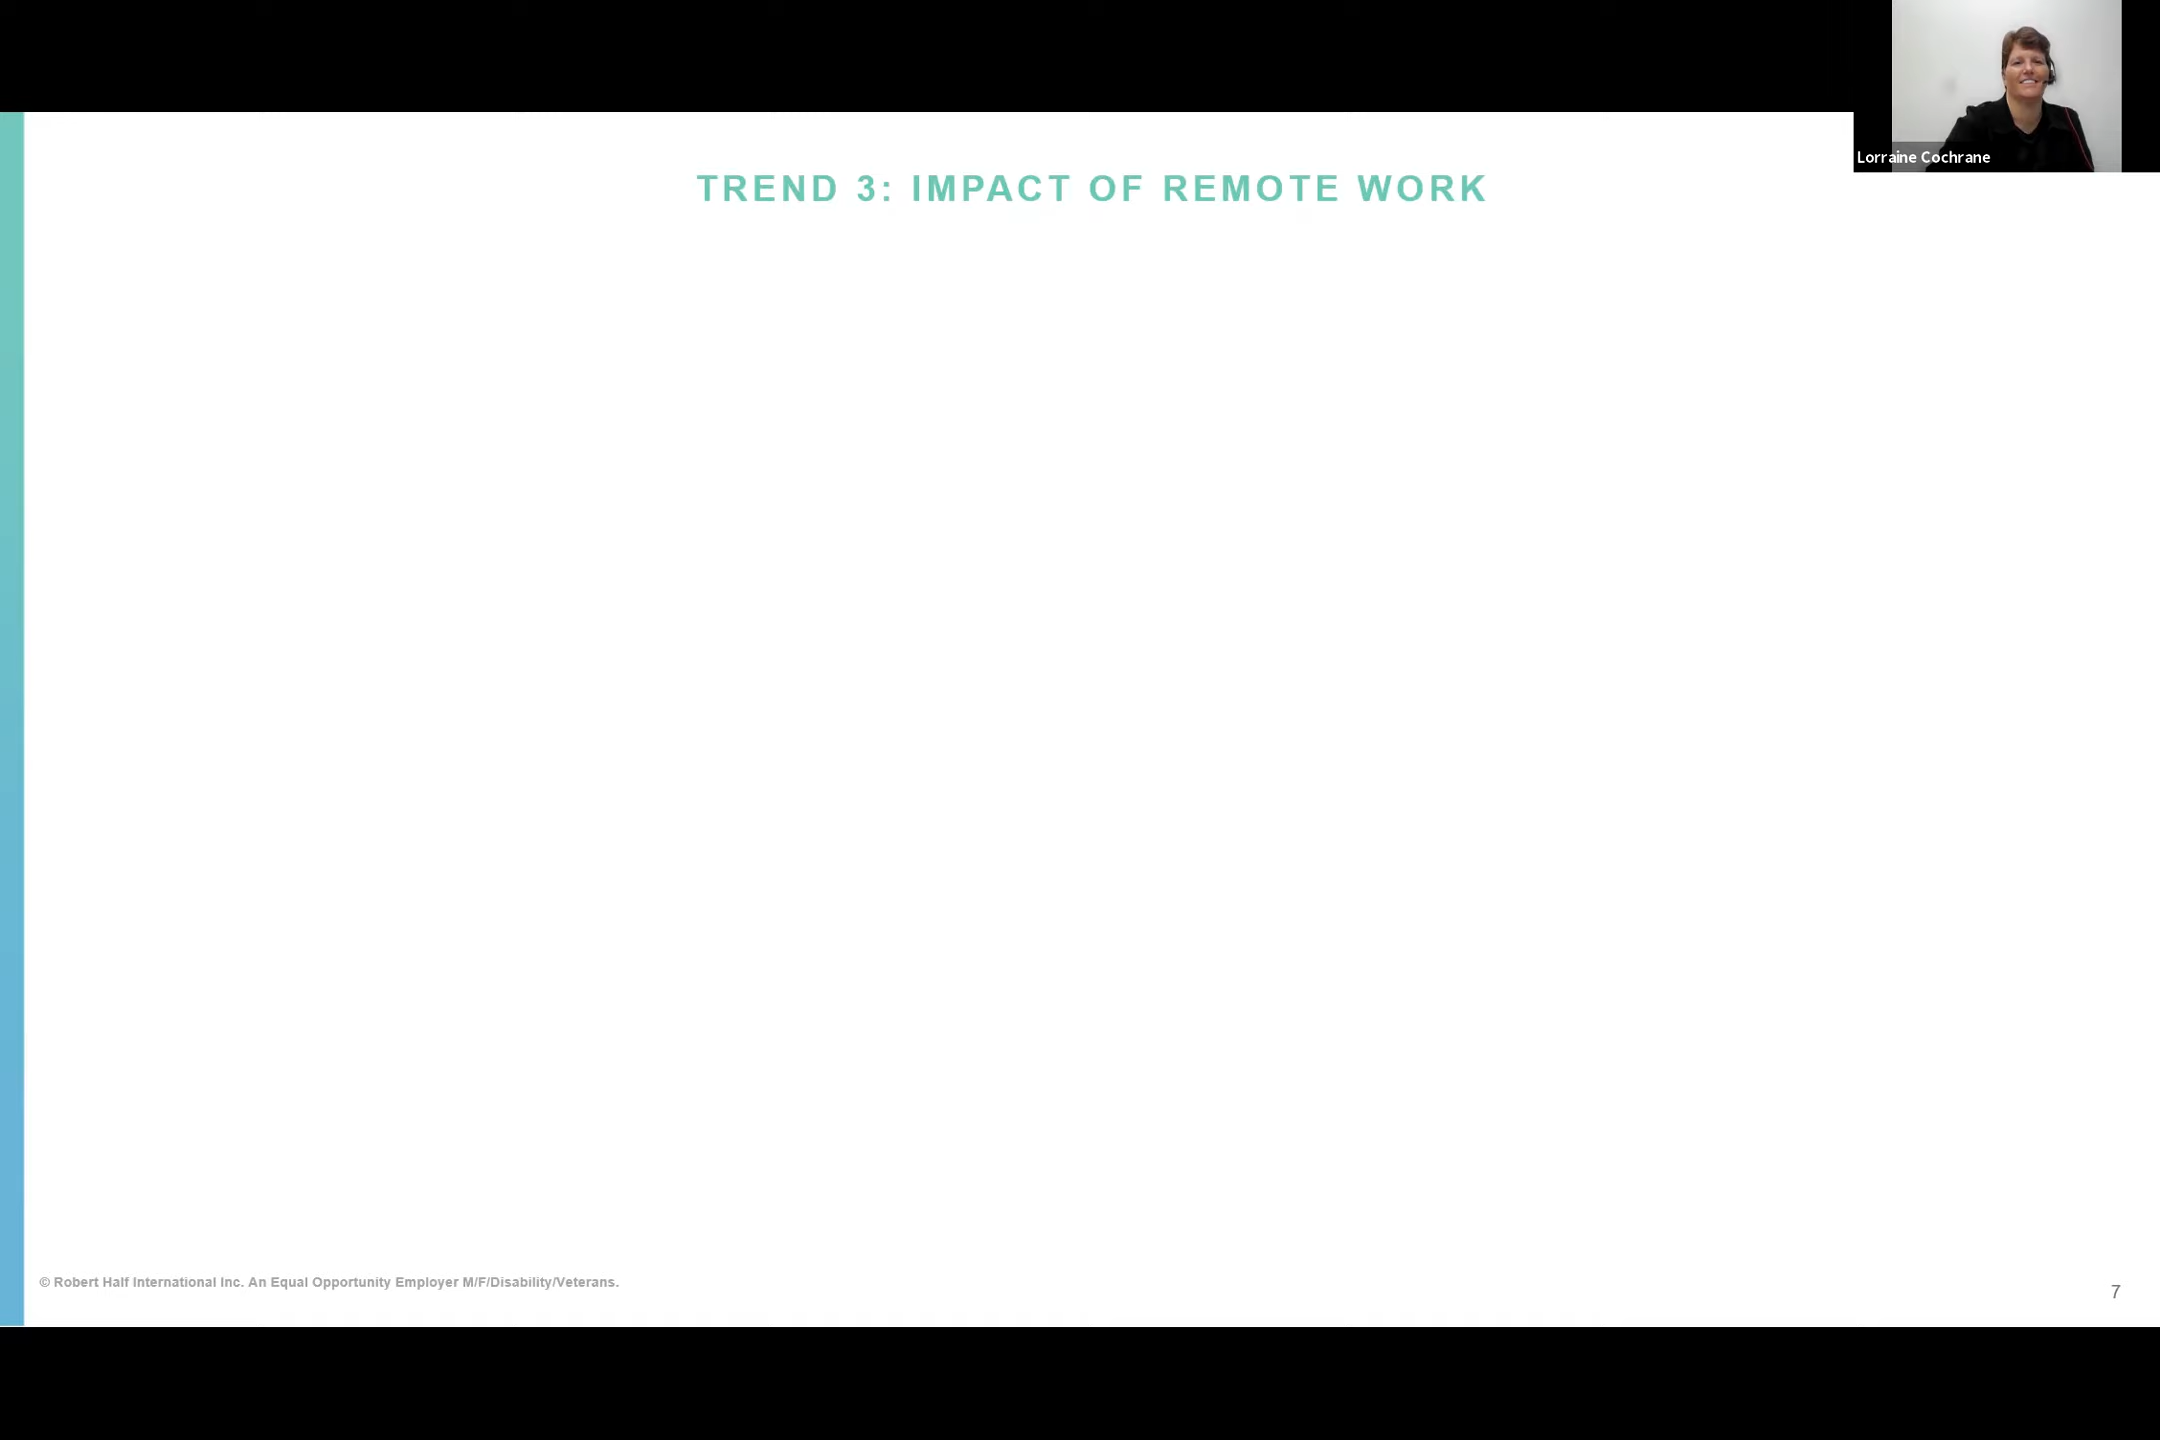 Lorraine Cochrane
TREND 3: IMPACT OF REMOTE WORK
© Robert Half International Inc. An Equal Opportunity Employer M/F/Disability/Veterans.
7